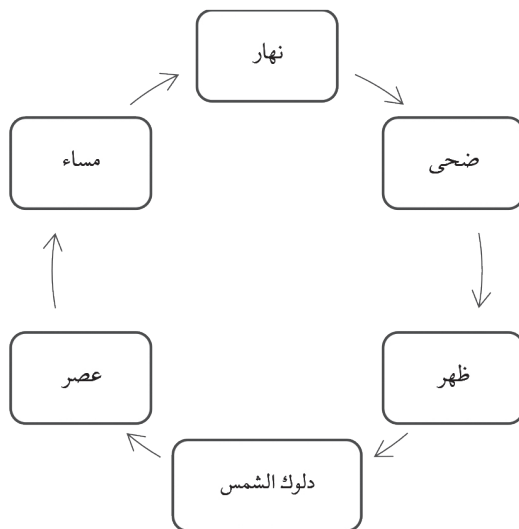 نهار
ضحى
ظهر
دلوك الشمس
عصر
مساء